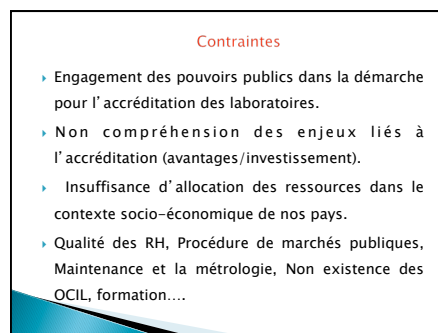 Contraintes
Engagement des pouvoirs publics dans la démarche
pour l'accréditation des laboratoires.
Non compréhension des enjeux liés à
l'accréditation (avantages/investissement).
Insuffisance d'allocation des ressources dans le
contexte socio-économique de nos pays.
Qualité des RH, Procédure de marchés publiques,
Maintenance et la métrologie, Non existence des
OCIL, formation….